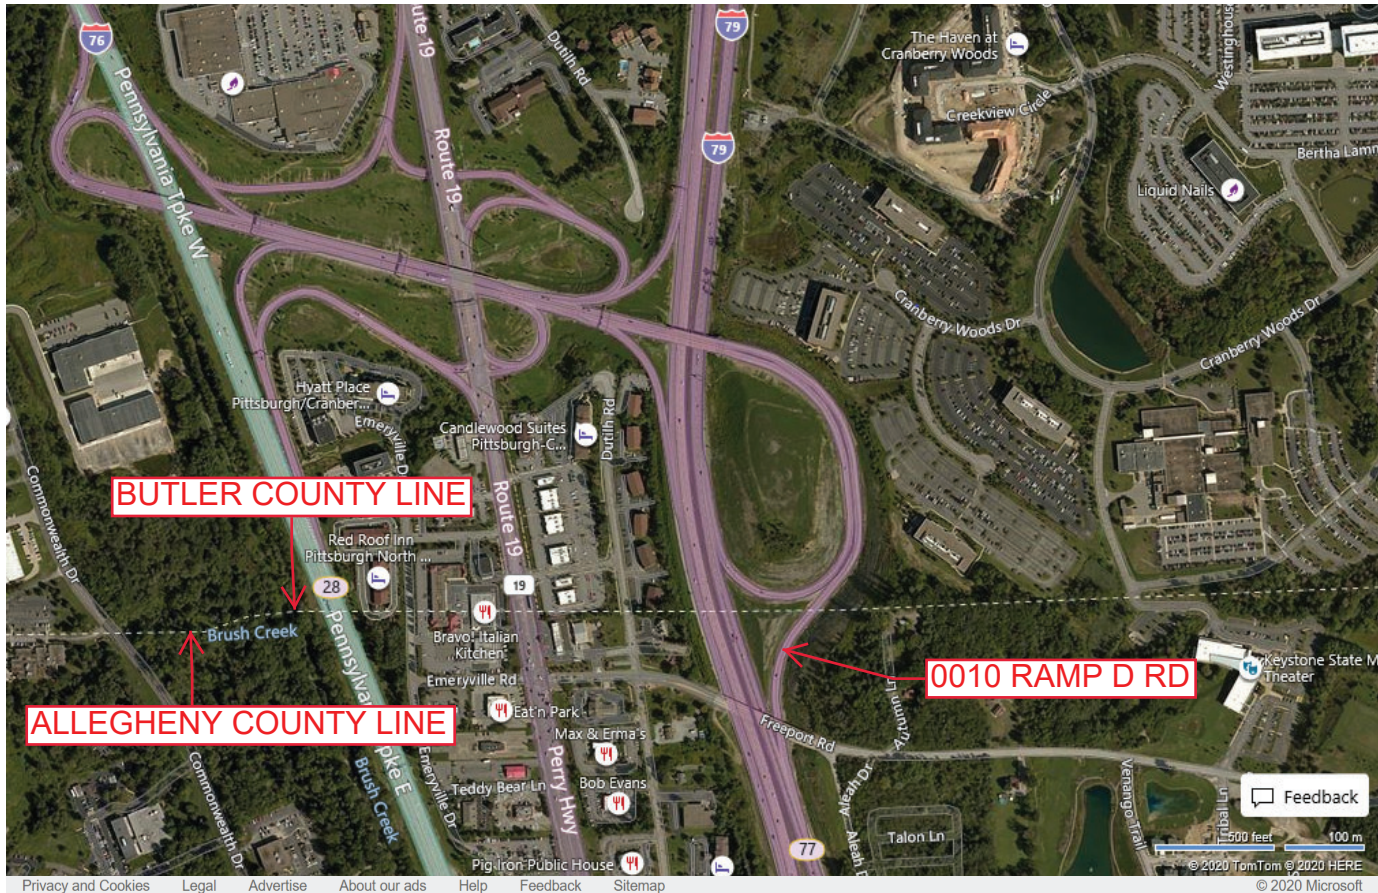 76
79
The Haven at
Cranberry Woods
Westinghouse
Route 19
Dutilh Rd
Pennsylvania Tpke W
Creekview Circle
79
Route 19
Bertha Lamm
Liquid Nails
Cranberry Woods Dr
Cranberry Woods Dr
Hyatt Place
Pittsburgh/Cranber...
Emeryville D
Candlewood Suites
Pittsburgh-C...
Dutilh Rd
Commonwealth Dr
BUTLER COUNTY LINE
Route 19
Red Roof Inn
Pittsburgh North ...
28
19
Brush Creek
Bravo! Italian
Kitchen
Pennsylvania Tpke E
Emeryville Rd
0010 RAMP D RD
Keystone State M
Theater
Autumn Ln
ALLEGHENY COUNTY LINE
Eat'n Park
Max & Erma's
Freeport Rd
Perry Hwy
Commonwealth Dr
Brush Creek
Emeryville Dr
Teddy Bear Ln
Bob Evans
Aleah Dr
Aleah D
Venango Trail
Tribal Ln
Feedback
Talon Ln
77
Pig Iron Public House
500 feet
100 m
© 2020 TomTom © 2020 HERE
Privacy and Cookies Legal Advertise About our ads Help Feedback Sitemap © 2020 Microsoft